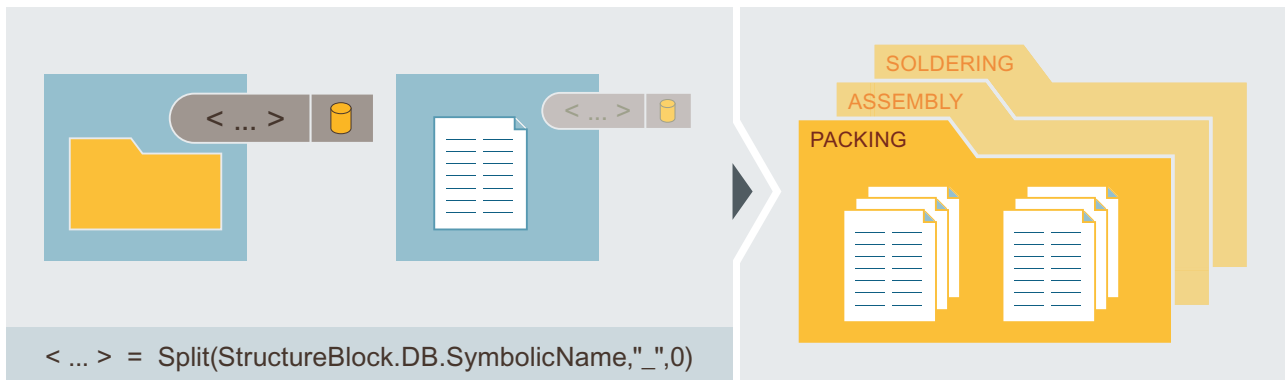 < ... >
< ... >
< ... > = Split(StructureBlock.DB.SymbolicName,"_",0)
SOLDERING
ASSEMBLY
PACKING